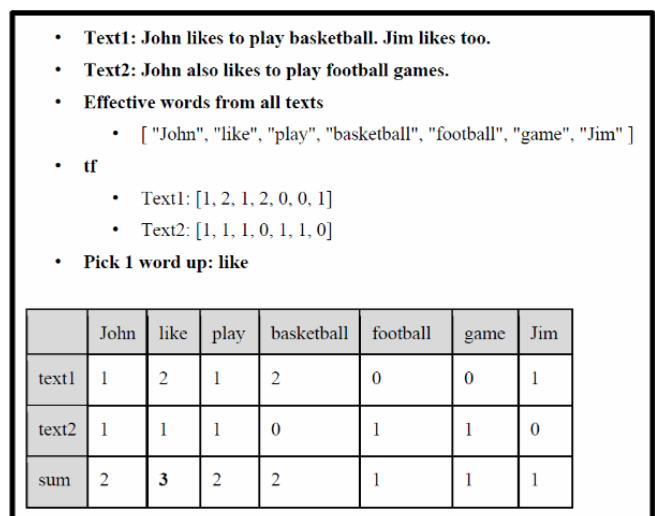 • Text1: John likes to play basketball. Jim likes too.
• Text2: John also likes to play football games.
• Effective words from all texts
• [ "John", "like", "play", "basketball", "football", "game", "Jim" ]
• tf
• Text1: [1, 2, 1, 2, 0, 0, 1]
• Text2: [1, 1, 1, 0, 1, 1, 0]
• Pick 1 word up: like
John like play basketball football game Jim
text1 1 2 1 2 0 0 1
text2 1 1 1 0 1 1 0
sum 2 3 2 2 1 1 1